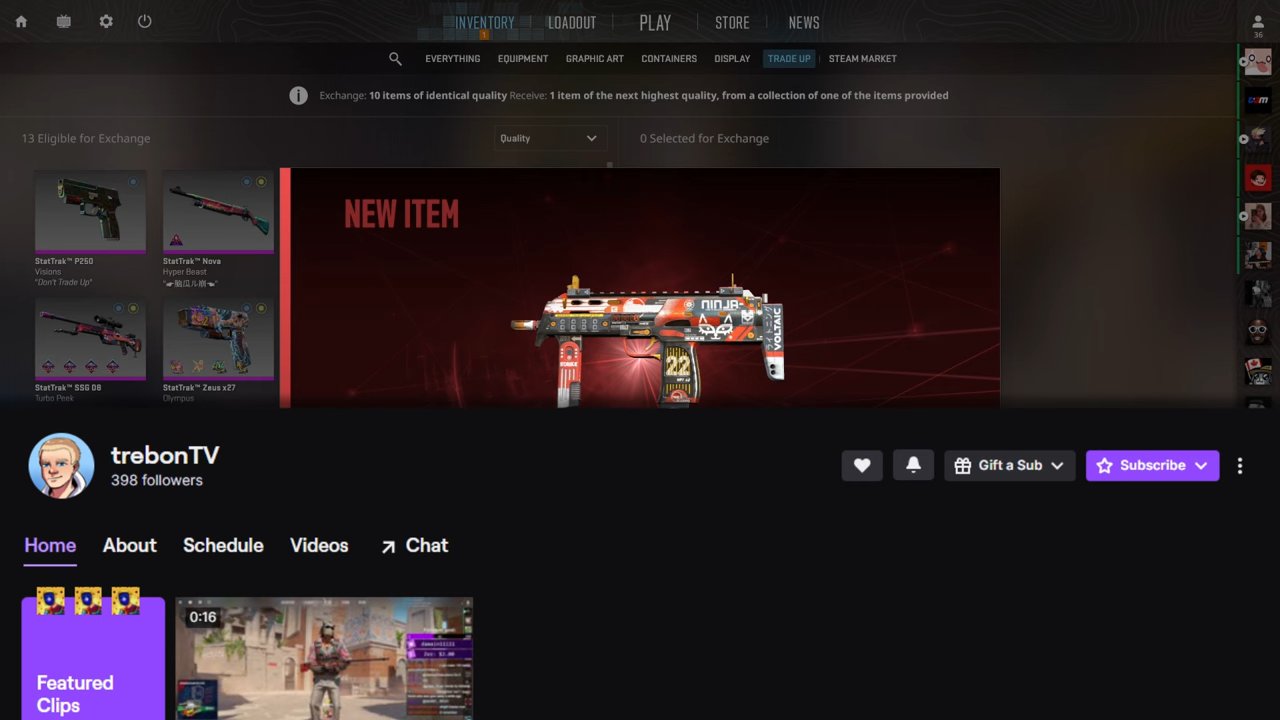 INVENTORY
1
LOADOUT
PLAY
STORE
NEWS
36
EVERYTHING
EQUIPMENT
GRAPHIC ART
CONTAINERS
DISPLAY
TRADE UP
STEAM MARKET
Exchange: 10 items of identical quality Receive: 1 item of the next highest quality, from a collection of one of the items provided
13 Eligible for Exchange
Quality
0 Selected for Exchange
NEW ITEM
StatTrak™ P250
Visions
"Don't Trade Up"
StatTrak™ Nova
Hyper Beast
NINJA
VOLTAIC
22
StatTrak™ SSG 08
Turbo Peek
StatTrak™ Zeus x27
Olympus
trebonTV
398 followers
Gift a Sub
Subscribe
Home
About
Schedule
Videos
Chat
0:16
Featured
Clips